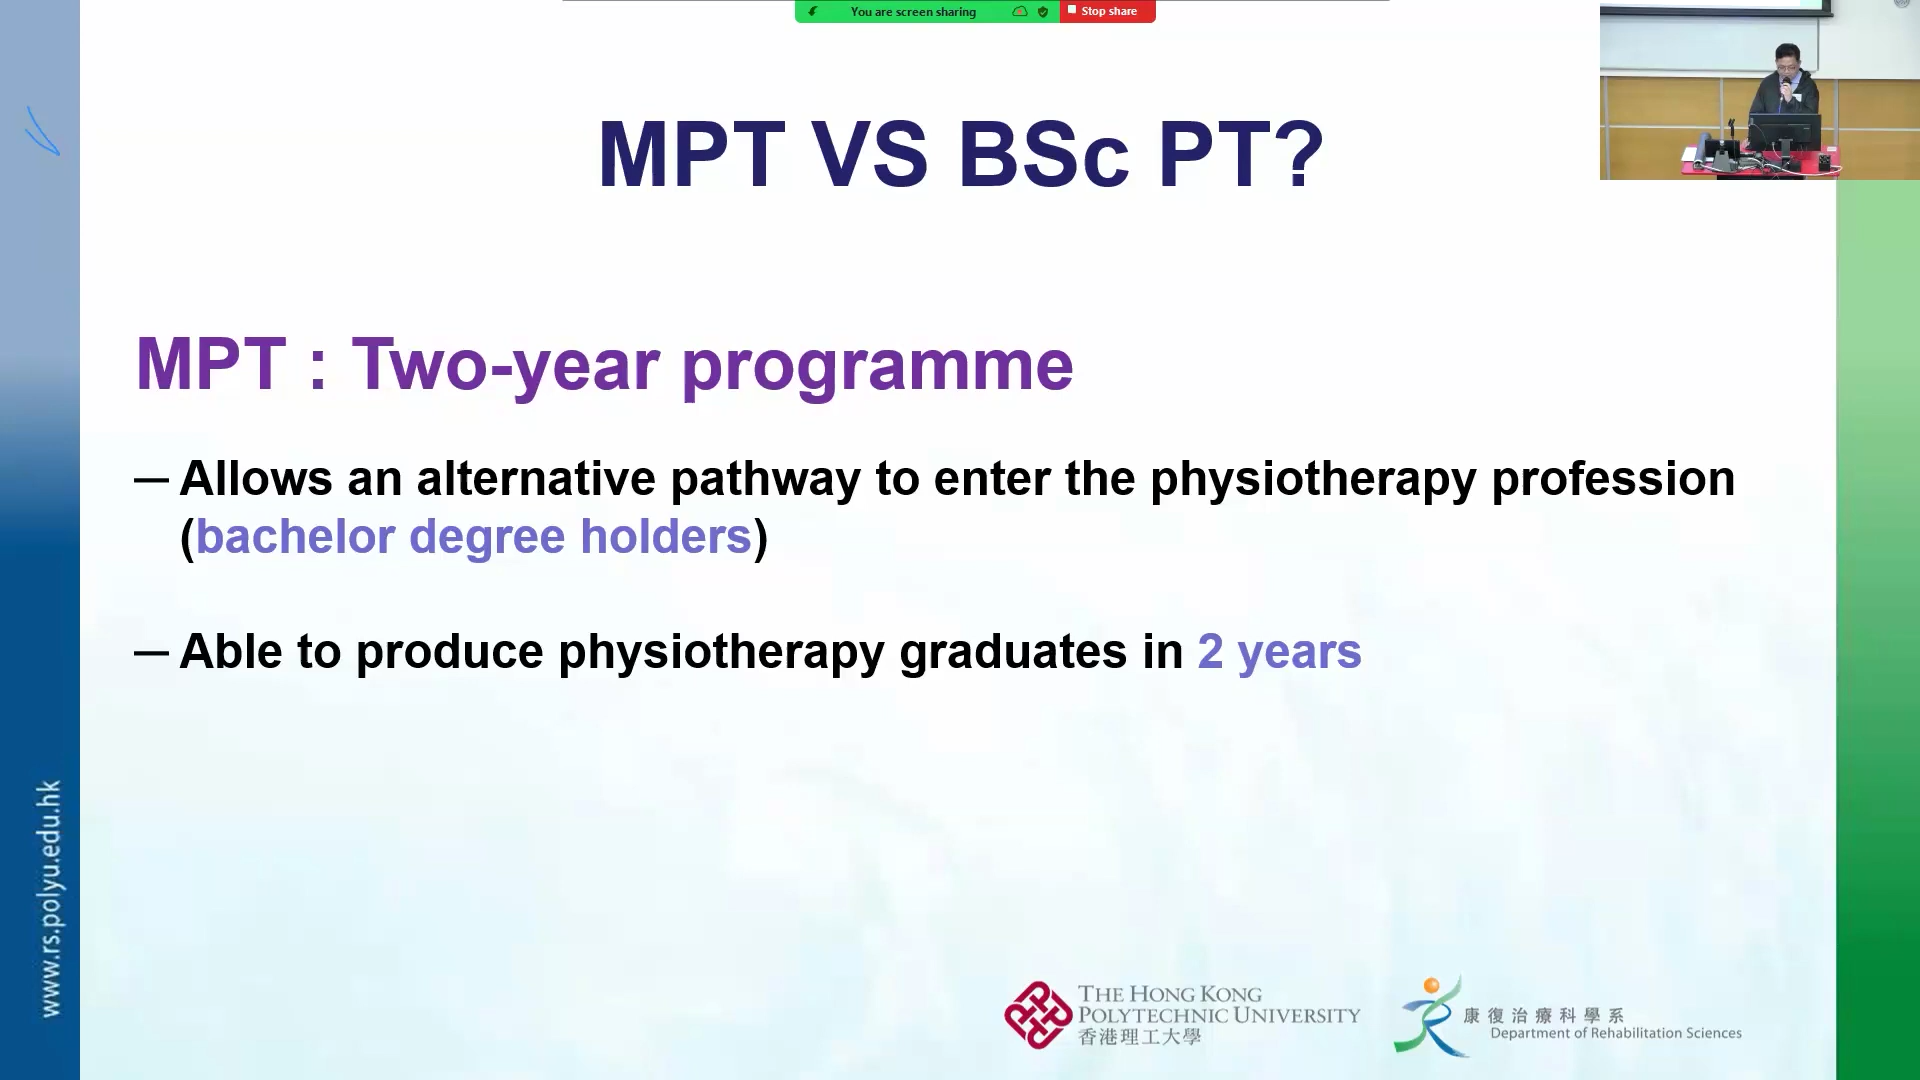 You are screen sharing
Stop share
MPT VS BSc PT?
MPT : Two-year programme
— Allows an alternative pathway to enter the physiotherapy profession
(bachelor degree holders)
— Able to produce physiotherapy graduates in 2 years
www.rs.polyu.edu.hk
THE HONG KONG
POLYTECHNIC UNIVERSITY
香港理工大學
康復治療科學系
Department of Rehabilitation Sciences